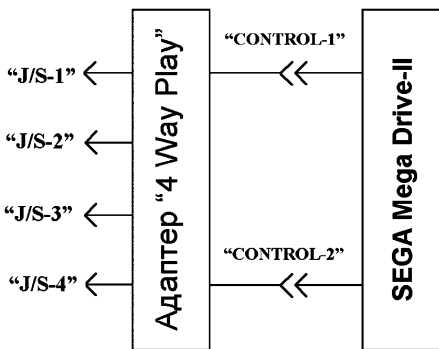 “J/S-1”
“J/S-2”
“J/S-3”
“J/S-4”
Адаптер “4 Way Play”
“CONTROL-1”
“CONTROL-2”
SEGA Mega Drive-II